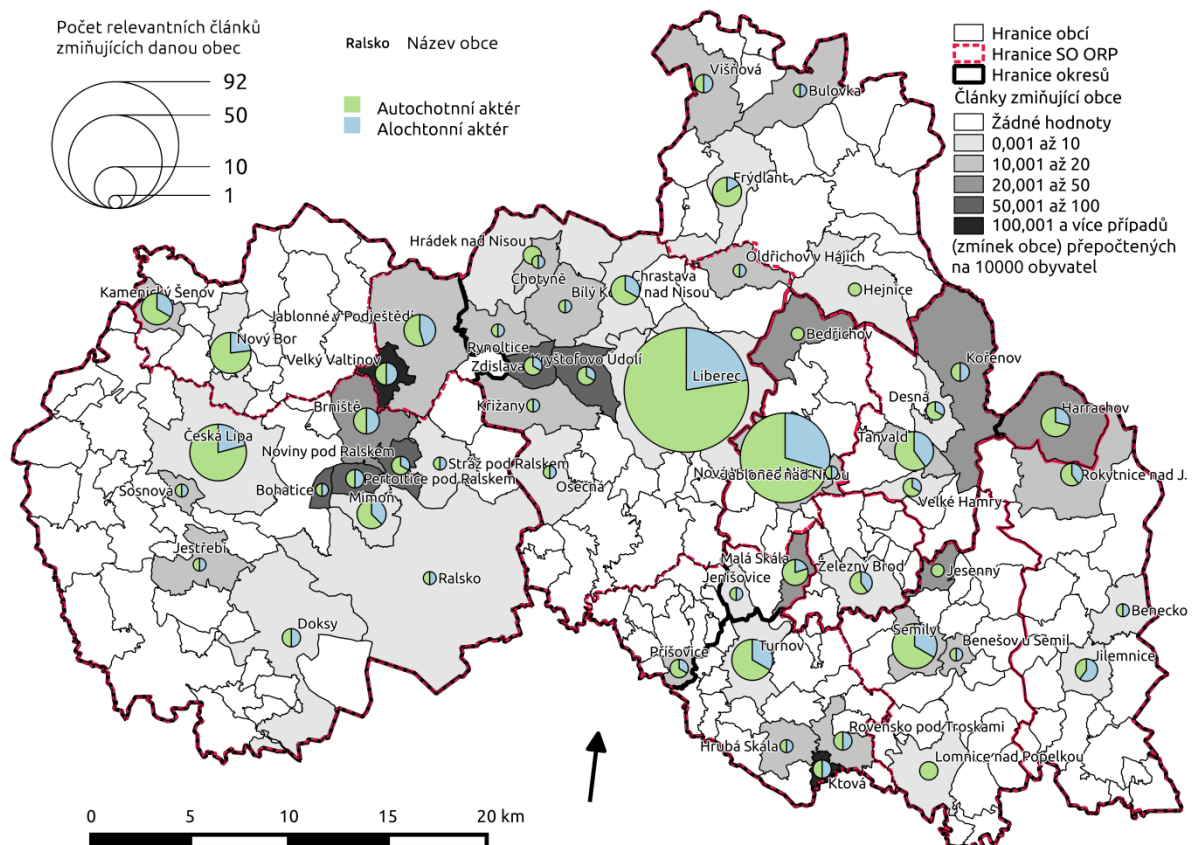 Počet relevantních článků
zmiňujících danou obec
92
50
10
1
Ralsko Název obce
Autochotnní aktér
Alochtonní aktér
Hranice obcí
Hranice SO ORP
Hranice okresů
Články zmiňující obce
Žádné hodnoty
0,001 až 10
10,001 až 20
20,001 až 50
50,001 až 100
100,001 a více případů
(zmínek obce) přepočtených
na 10000 obyvatel
Višňová
Bulovka
Frýdlant
Hrádek nad Nisou
Oldřichov v Hájích
Chotyně
Chrastava
Hejnice
Kamenický Šenov
Bílý Ko nad Nisou
Jablonné v Podještědí
Bedřichov
Nový Bor
Rynoltice
Kryštofovo Údolí
Velký Valtinov
Zdislava
Kořenov
Liberec
Desná
Křižany
Harrachov
Brniště
Česká Lípa
Tanvald
Noviny pod Ralskem
Stráž pod Ralskem
Jablonec nad Nisou
Rokytnice nad J.
Pertoltice pod Ralskem
Osečná
Sosnová
Bohatice
Mimoň
Velké Hamry
Jestřebí
Malá Skála
Železný Brod
Jesenný
Ralsko
Jenišovice
Benecko
Doksy
Semily
Benešov u Semil
Turnov
Příšovice
Jilemnice
Rovensko pod Troskami
Hrubá Skála
Lomnice nad Popelkou
Ktová
0 5 10 15 20 km